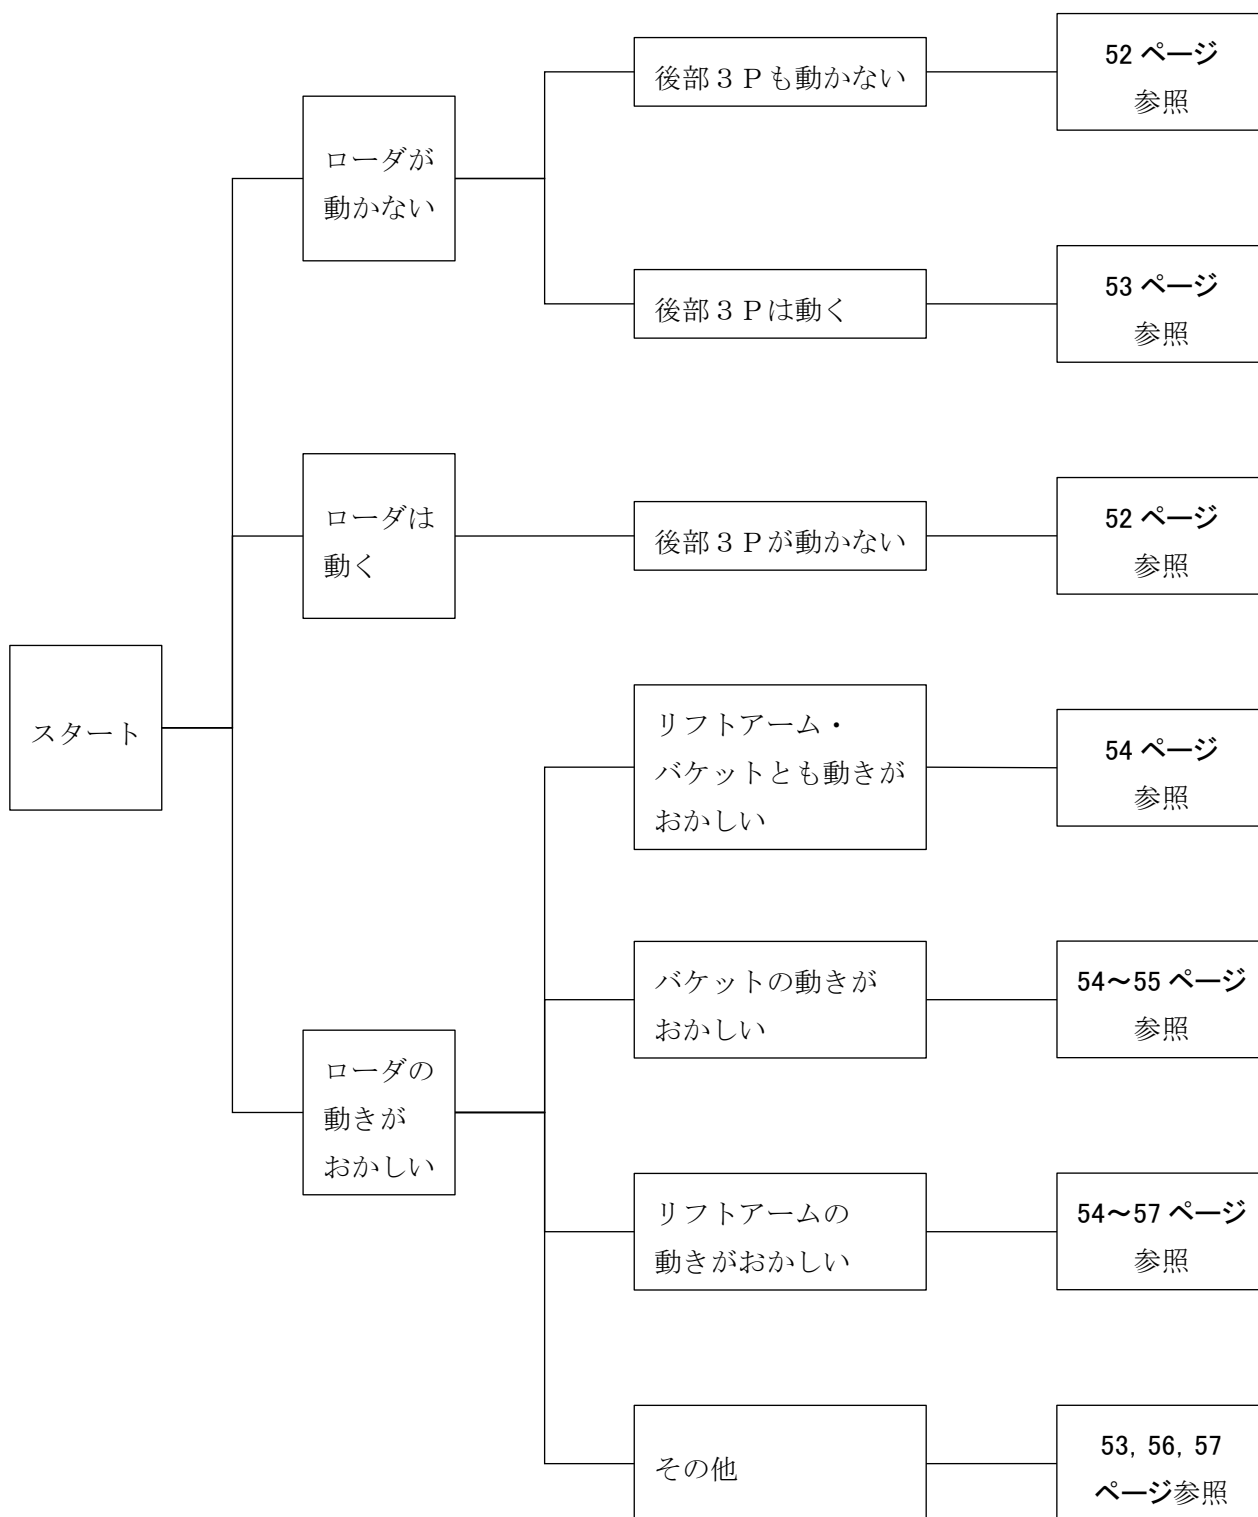 スタート
ローダが
動かない
後部３Ｐも動かない
52 ページ
参照
後部３Ｐは動く
53 ページ
参照
ローダは
動く
後部３Ｐが動かない
52 ページ
参照
ローダの
動きが
おかしい
リフトアーム・
バケットとも動きが
おかしい
54 ページ
参照
バケットの動きが
おかしい
54～55 ページ
参照
リフトアームの
動きがおかしい
54～57 ページ
参照
その他
53, 56, 57
ページ参照